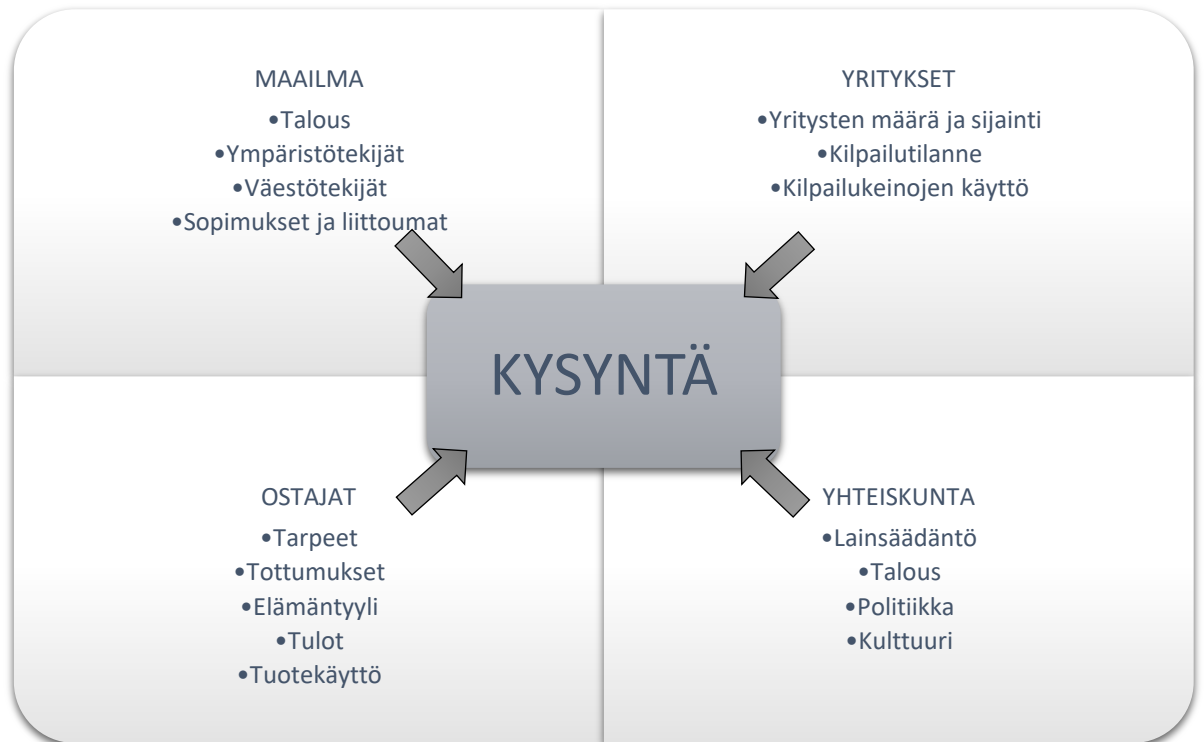 MAAILMA
•Talous
•Ympäristötekijät
•Väestötekijät
•Sopimukset ja liittoumat
YRITYKSET
•Yritysten määrä ja sijainti
•Kilpailutilanne
•Kilpailukeinojen käyttö
KYSYNTÄ
OSTAJAT
•Tarpeet
•Tottumukset
•Elämäntyyli
•Tulot
•Tuotekäyttö
YHTEISKUNTA
•Lainsäädäntö
•Talous
•Politiikka
•Kulttuuri